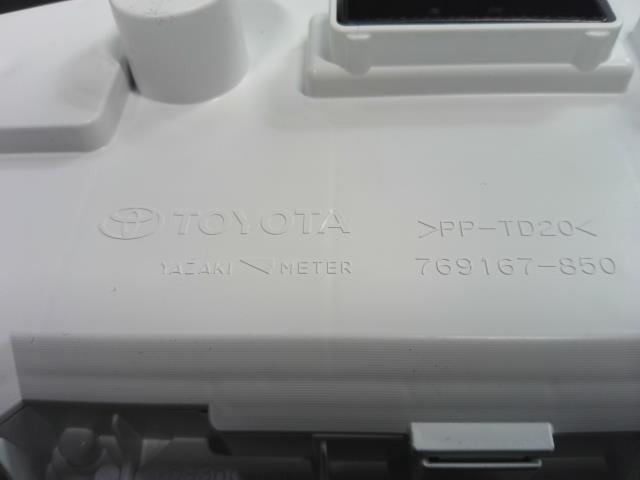 TOYOTA
>PP-TD20<
YAZAKI METER
769167-850